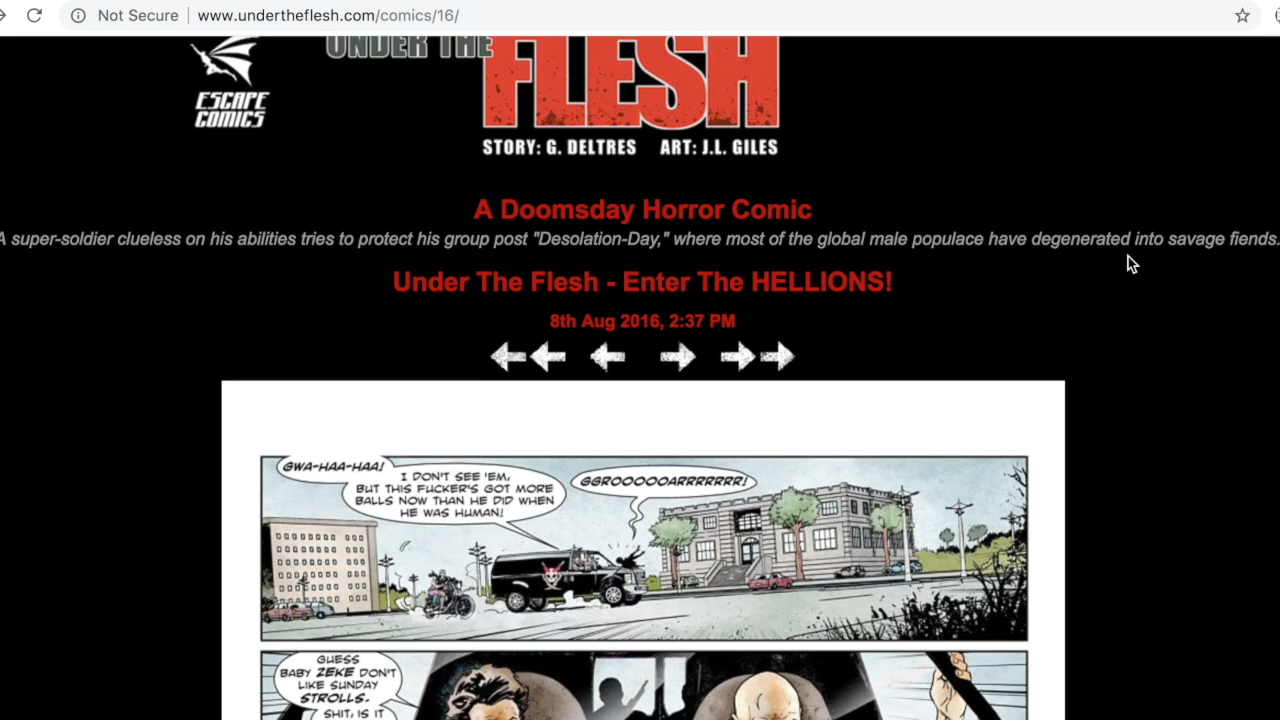 Not Secure | www.undertheflesh.com/comics/16/
ESCAPE
COMICS
UNDER THE
FLESH
STORY: G. DELTRES ART: J.L. GILES
A Doomsday Horror Comic
A super-soldier clueless on his abilities tries to protect his group post "Desolation-Day," where most of the global male populace have degenerated into savage fiends.
Under The Flesh - Enter The HELLIONS!
8th Aug 2016, 2:37 PM
GWA-HAA-HAA!
I DON'T SEE 'EM,
BUT THIS FUCKER'S GOT MORE
BALLS NOW THAN HE DID WHEN
HE WAS HUMAN!
GGROOOOOARRRRRRR!
GUESS
BABY ZEKE DON'T
LIKE SUNDAY
STROLLS.
SHIT, IS IT